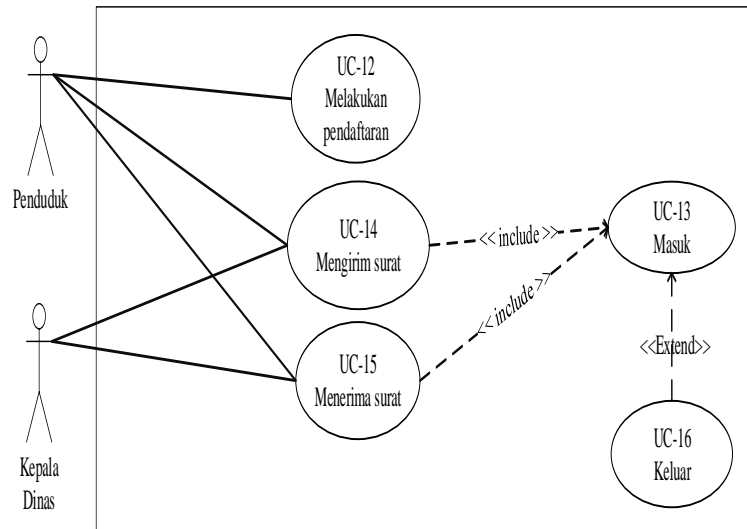 UC-12
Melakukan
pendaftaran
Penduduk
UC-14
Mengirim surat
<< include >>
UC-13
Masuk
<< include >>
UC-15
Menerima surat
<<Extend>>
UC-16
Keluar
Kepala
Dinas